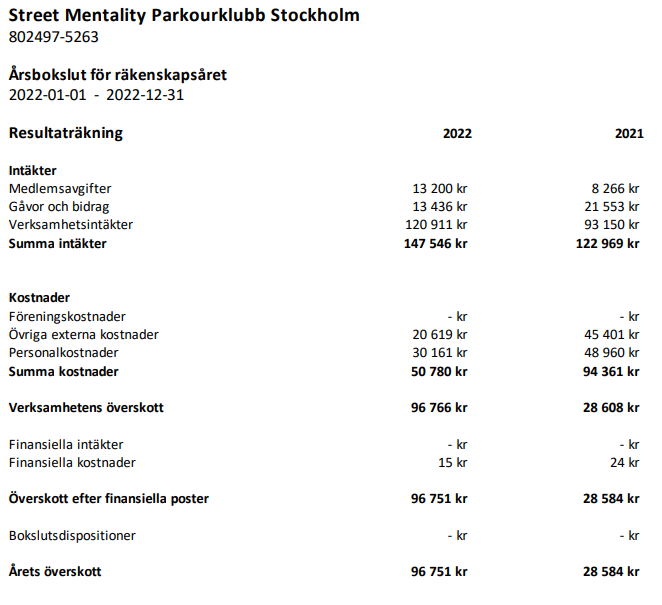 Street Mentality Parkourklubb Stockholm
802497-5263
Årsbokslut för räkenskapsåret
2022-01-01 - 2022-12-31
Resultaträkning 2022 2021
Intäkter
Medlemsavgifter 13 200 kr 8 266 kr
Gåvor och bidrag 13 436 kr 21 553 kr
Verksamhetsintäkter 120 911 kr 93 150 kr
Summa intäkter 147 546 kr 122 969 kr
Kostnader
Föreningskostnader - kr - kr
Övriga externa kostnader 20 619 kr 45 401 kr
Personalkostnader 30 161 kr 48 960 kr
Summa kostnader 50 780 kr 94 361 kr
Verksamhetens överskott 96 766 kr 28 608 kr
Finansiella intäkter - kr - kr
Finansiella kostnader 15 kr 24 kr
Överskott efter finansiella poster 96 751 kr 28 584 kr
Bokslutsdispositioner - kr - kr
Årets överskott 96 751 kr 28 584 kr